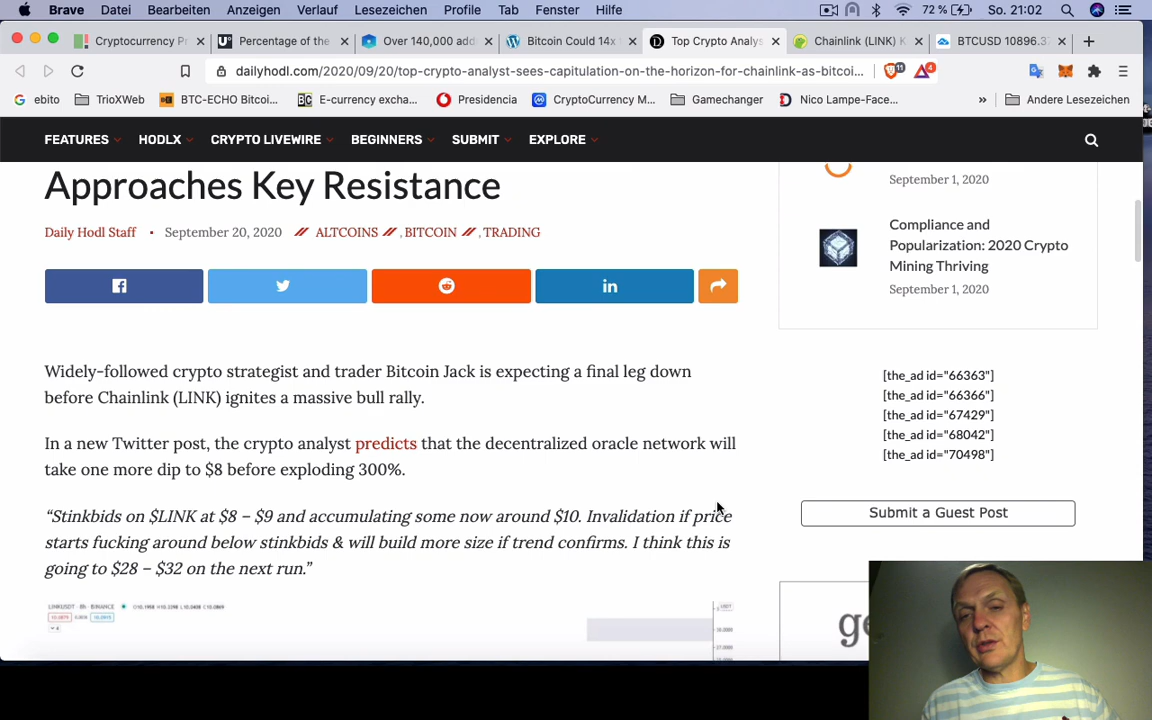 Brave Datei Bearbeiten Anzeigen Verlauf Lesezeichen Profile Tab Fenster Hilfe 72 % So. 21:02
Cryptocurrency Pr Percentage of the Over 140,000 add Bitcoin Could 14x Top Crypto Analys Chainlink (LINK) K BTCUSD 10896.3
dailyhodl.com/2020/09/20/top-crypto-analyst-sees-capitulation-on-the-horizon-for-chainlink-as-bitcoi... 11 4
ebito TrioXWeb BTC-ECHO Bitcoi... E-currency excha... Presidencia CryptoCurrency M... Gamechanger Nico Lampe-Face... » Andere Lesezeichen
FEATURES HODLX CRYPTO LIVEWIRE BEGINNERS SUBMIT EXPLORE
Approaches Key Resistance
Daily Hodl Staff ▪ September 20, 2020 // ALTCOINS // , BITCOIN // , TRADING
Widely-followed crypto strategist and trader Bitcoin Jack is expecting a final leg down
before Chainlink (LINK) ignites a massive bull rally.
In a new Twitter post, the crypto analyst predicts that the decentralized oracle network will
take one more dip to $8 before exploding 300%.
“Stinkbids on $LINK at $8 – $9 and accumulating some now around $10. Invalidation if price
starts fucking around below stinkbids & will build more size if trend confirms. I think this is
going to $28 – $32 on the next run.”
September 1, 2020
Compliance and
Popularization: 2020 Crypto
Mining Thriving
September 1, 2020
[the_ad id="66363"]
[the_ad id="66366"]
[the_ad id="67429"]
[the_ad id="68042"]
[the_ad id="70498"]
Submit a Guest Post
ge